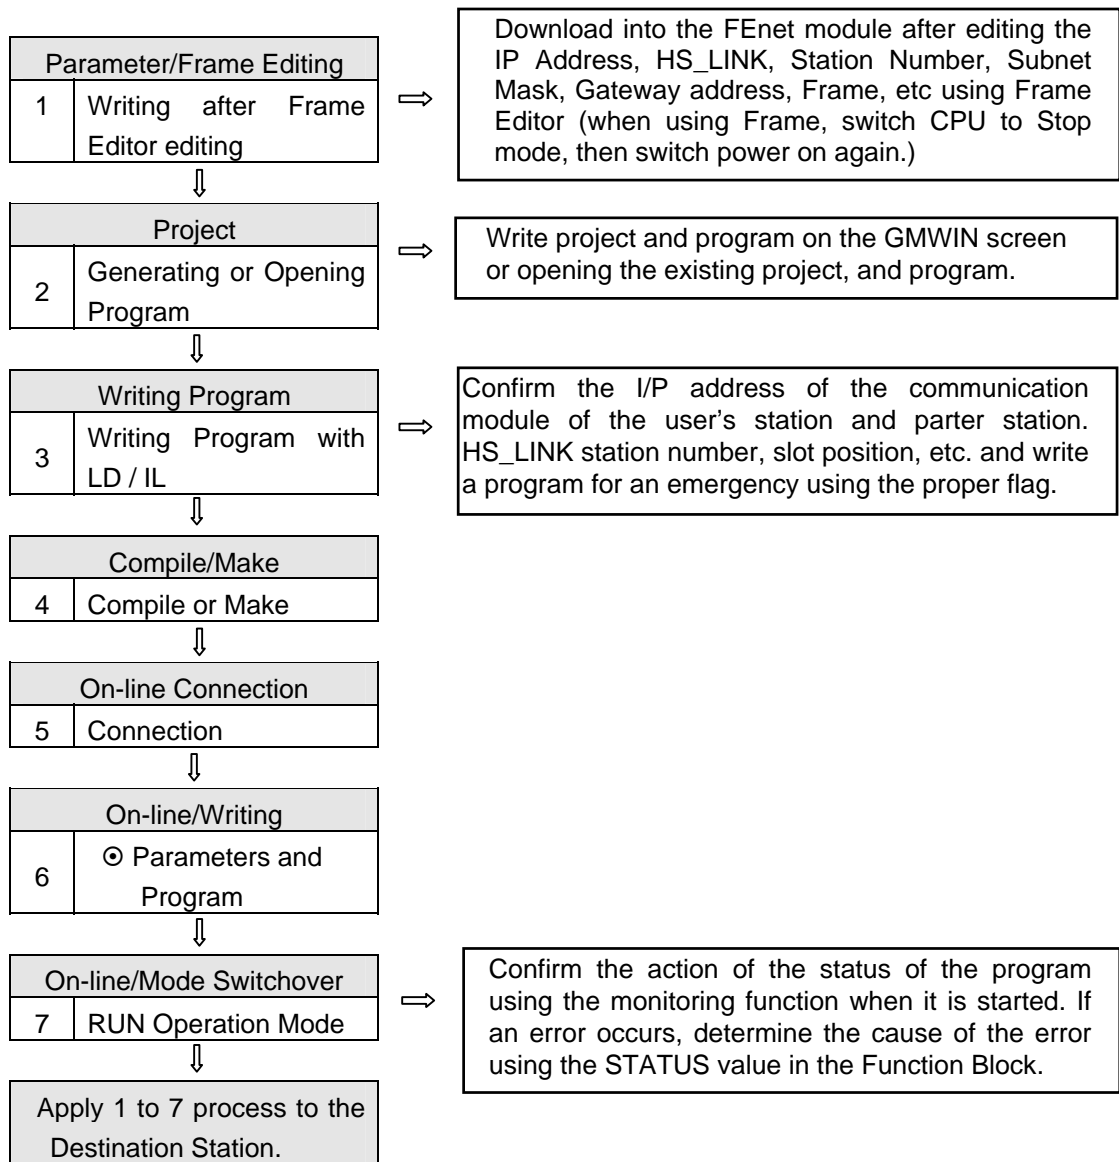 Parameter/Frame Editing
1 Writing after Frame
Editor editing
⇨
Download into the FEnet module after editing the
IP Address, HS_LINK, Station Number, Subnet
Mask, Gateway address, Frame, etc using Frame
Editor (when using Frame, switch CPU to Stop
mode, then switch power on again.)
⇩
Project
2 Generating or Opening
Program
⇨
Write project and program on the GMWIN screen
or opening the existing project, and program.
⇩
Writing Program
3 Writing Program with
LD / IL
⇨
Confirm the I/P address of the communication
module of the user's station and parter station.
HS_LINK station number, slot position, etc. and write
a program for an emergency using the proper flag.
⇩
Compile/Make
4 Compile or Make
⇩
On-line Connection
5 Connection
⇩
On-line/Writing
6 ⊙ Parameters and
Program
⇩
On-line/Mode Switchover
7 RUN Operation Mode
⇨
Confirm the action of the status of the program
using the monitoring function when it is started. If
an error occurs, determine the cause of the error
using the STATUS value in the Function Block.
⇩
Apply 1 to 7 process to the
Destination Station.